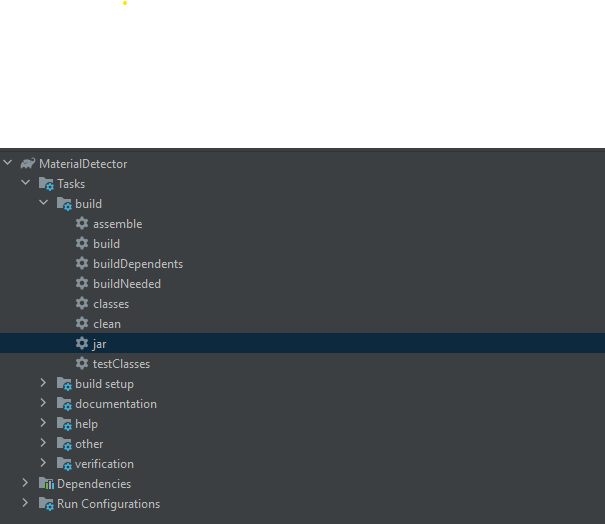 MaterialDetector
Tasks
build
assemble
build
buildDependents
buildNeeded
classes
clean
jar
testClasses
build setup
documentation
help
other
verification
Dependencies
Run Configurations